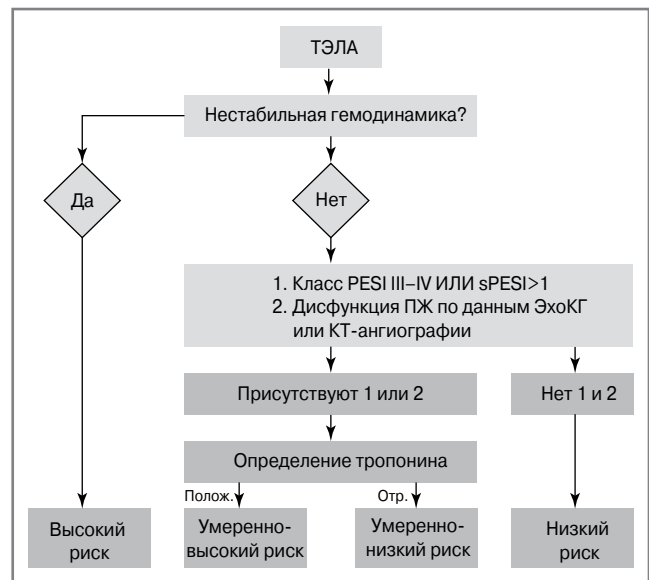 ТЭЛА
Нестабильная гемодинамика?
Да
Нет
1. Класс PESI III–IV ИЛИ sPESI>1
2. Дисфункция ПЖ по данным ЭхоКГ
или КТ-ангиографии
Присутствуют 1 или 2
Нет 1 и 2
Определение тропонина
Полож.
Отр.
Высокий
риск
Умеренно-
высокий риск
Умеренно-
низкий риск
Низкий
риск